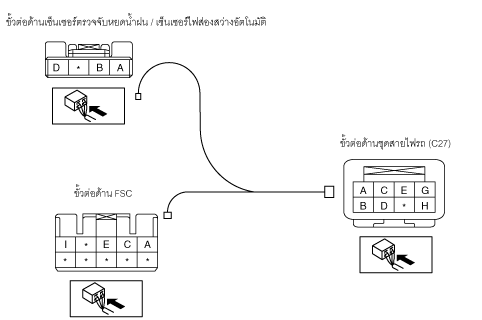 ขั้วต่อด้านเซ็นเซอร์ตรวจจับหยดน้ำฝน / เซ็นเซอร์ไฟส่องสว่างอัตโนมัติ
D * B A
ขั้วต่อด้านชุดสายไฟรถ (C27)
A C E G
B D * H
ขั้วต่อด้าน FSC
I * E C A
* * * * *